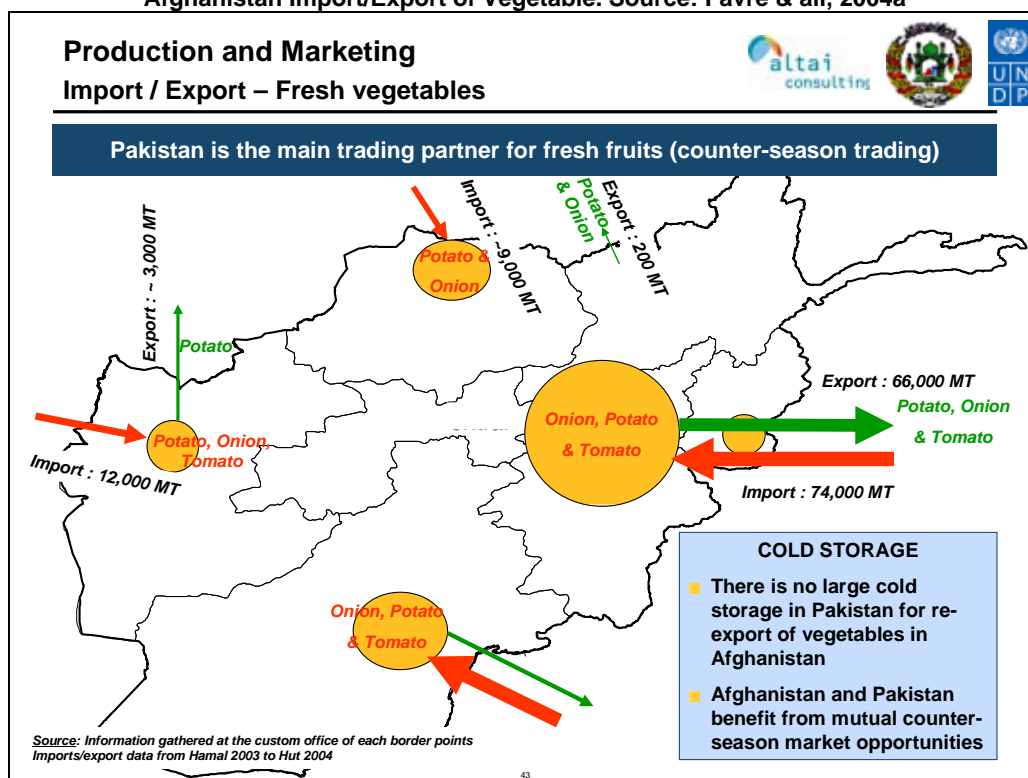 Afghanistan Import/Export of Vegetable. Source: Favre & all, 2004a
Production and Marketing
Import / Export – Fresh vegetables
altai
consulting
U N
D P
Pakistan is the main trading partner for fresh fruits (counter-season trading)
Export : ~ 3,000 MT
Potato
Import : ~9,000 MT
Potato &
Onion
Potato
& Onion
Export : 200 MT
Potato, Onion,
Tomato
Import : 12,000 MT
Onion, Potato
& Tomato
Export : 66,000 MT
Potato, Onion
& Tomato
Import : 74,000 MT
Onion, Potato
& Tomato
COLD STORAGE
There is no large cold
storage in Pakistan for re-
export of vegetables in
Afghanistan
Afghanistan and Pakistan
benefit from mutual counter-
season market opportunities
Source: Information gathered at the custom office of each border points
Imports/export data from Hamal 2003 to Hut 2004
43